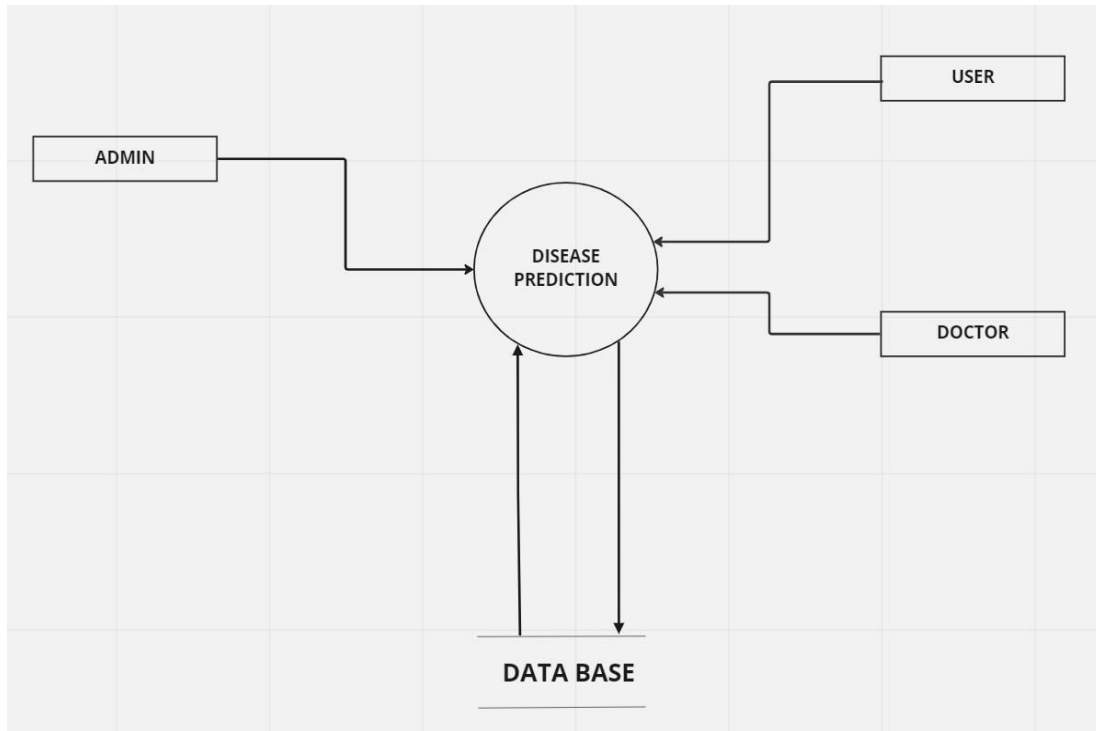 USER
ADMIN
DISEASE
PREDICTION
DOCTOR
DATA BASE